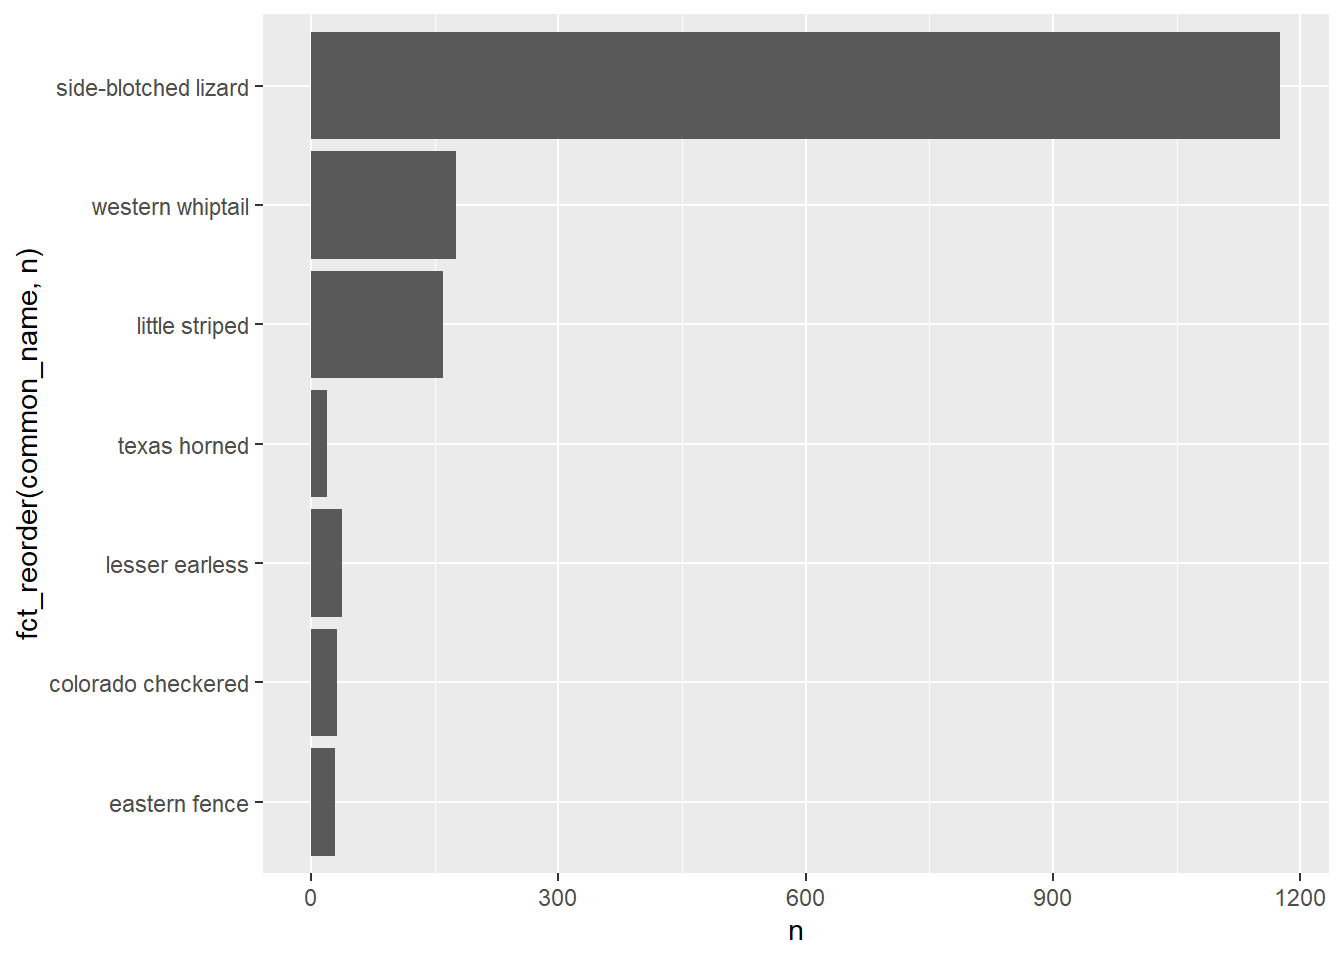 side-blotched lizard
western whiptail
little striped
texas horned
lesser earless
colorado checkered
eastern fence
fct_reorder(common_name, n)
0 300 600 900 1200
n